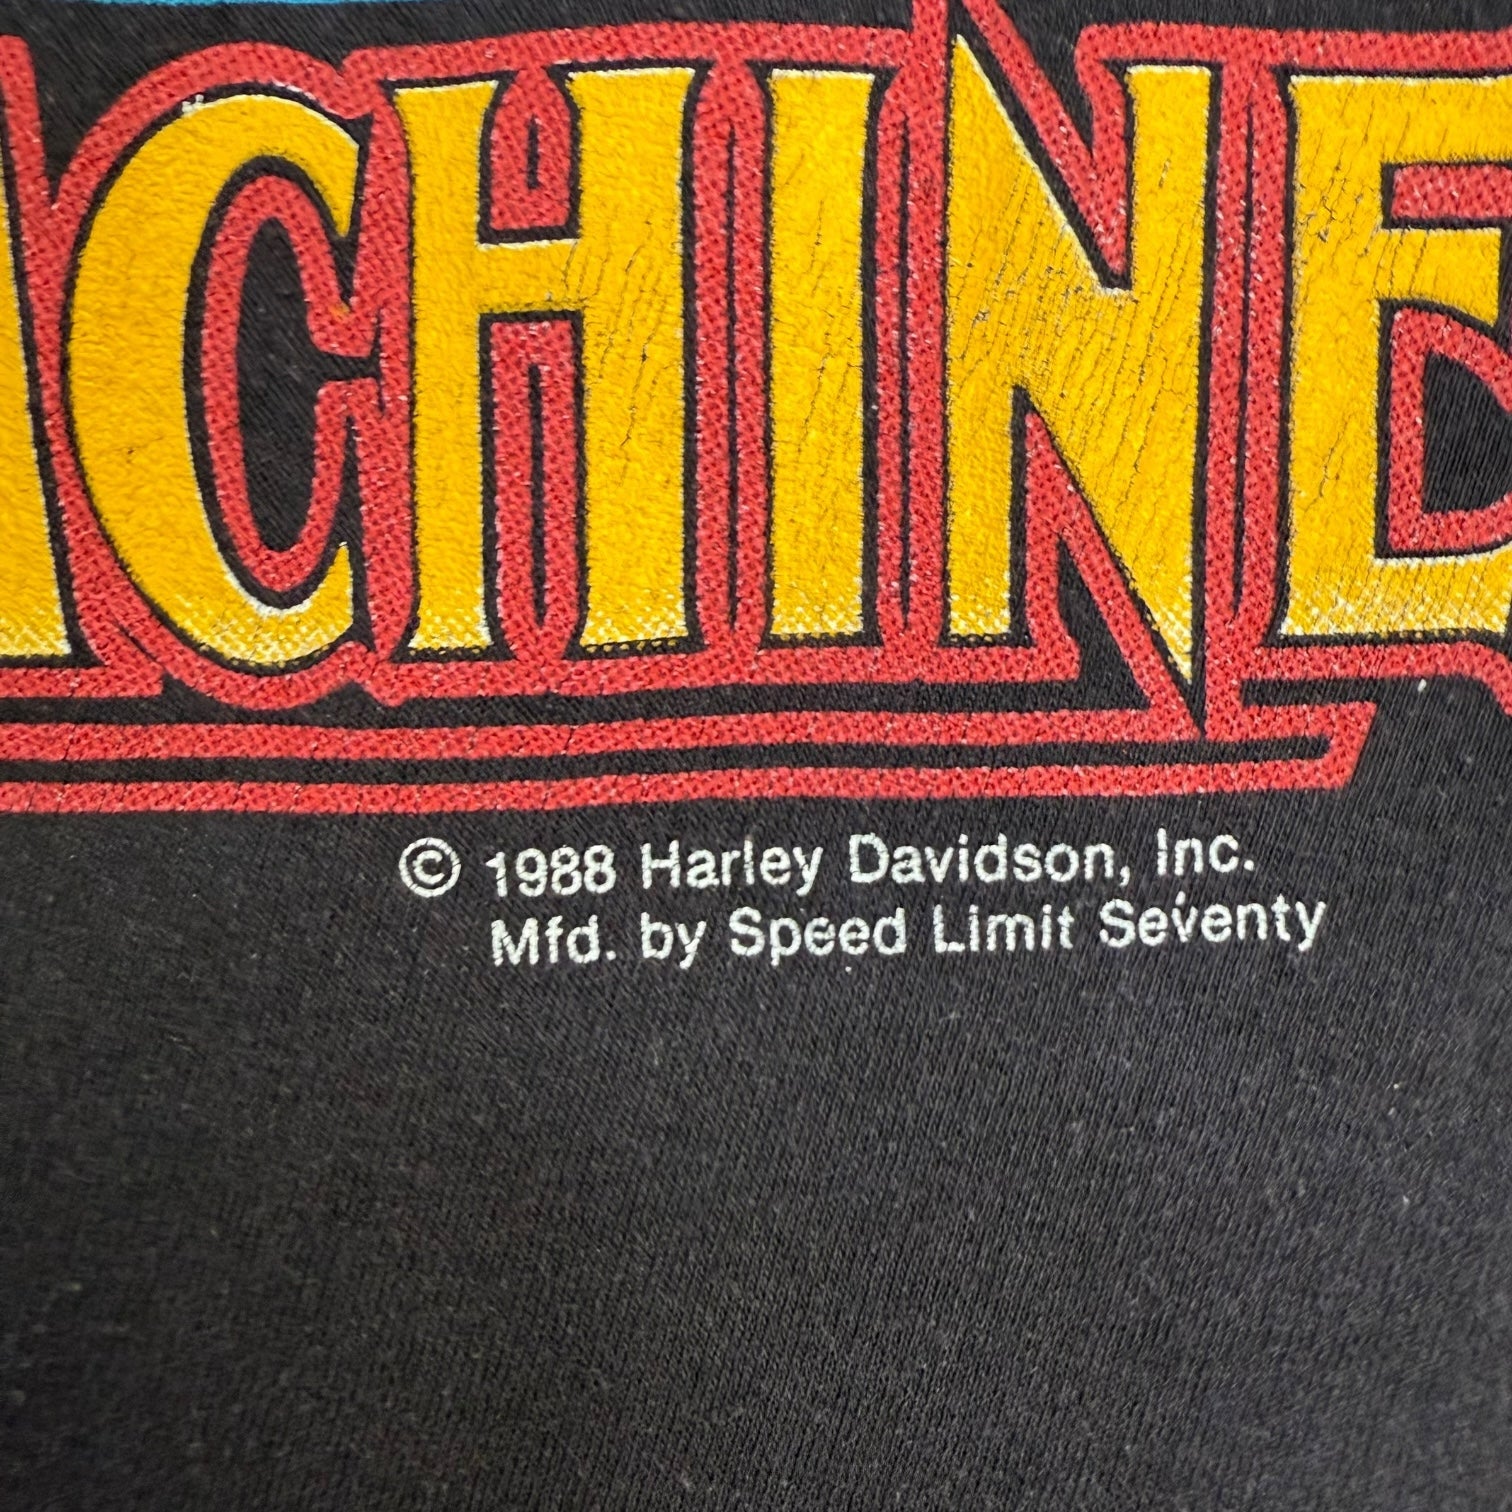 ACHINE
© 1988 Harley Davidson, Inc.
Mfd. by Speed Limit Seventy